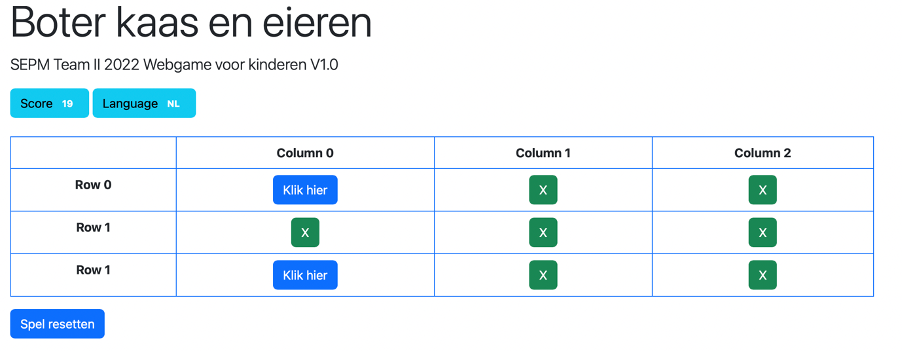 Boter kaas en eieren
SEPM Team II 2022 Webgame voor kinderen V1.0
Score 19 Language NL
Column 0 Column 1 Column 2
Row 0 Klik hier X X
Row 1 X X X
Row 1 Klik hier X X
Spel resetten